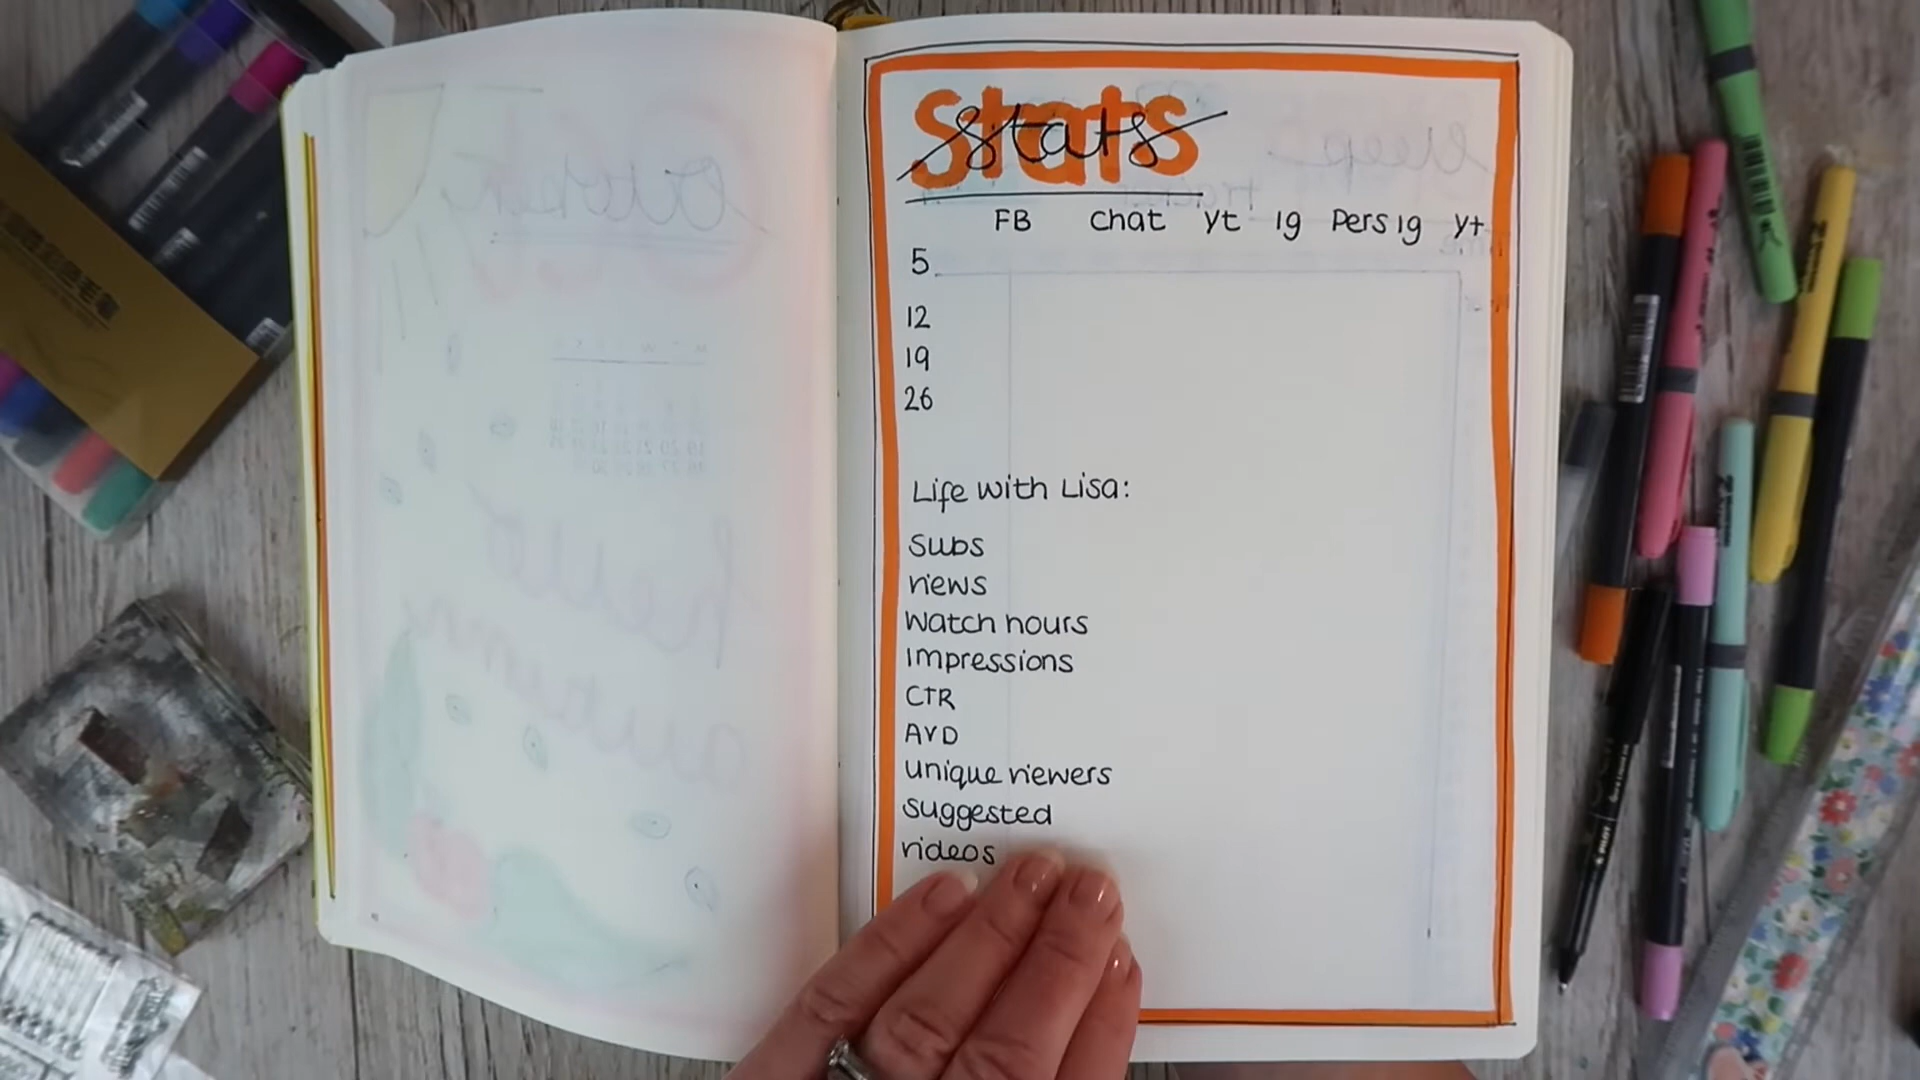 Stats
Stats
FB Chat Yt Ig Pers ig Y+
5
12
19
26
Life with Lisa:
Subs
views
Watch hours
Impressions
CTR
AVD
unique viewers
suggested
videos